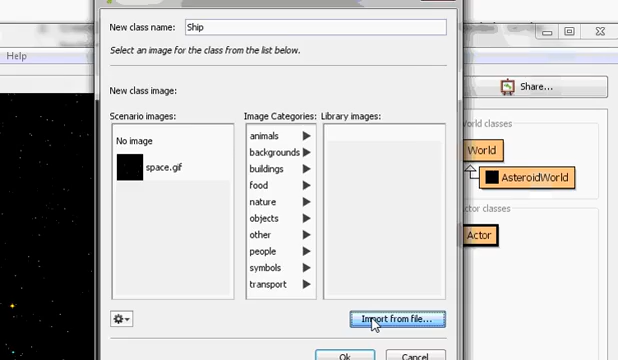 New class name: Ship
Help
Select an image for the class from the list below.
Share...
New class image:
Scenario images:
Image Categories:
Library images:
World classes
No image
space.gif
animals
backgrounds
buildings
food
nature
objects
other
people
symbols
transport
World
AsteroidWorld
Actor classes
Actor
Import from file...
Ok
Cancel